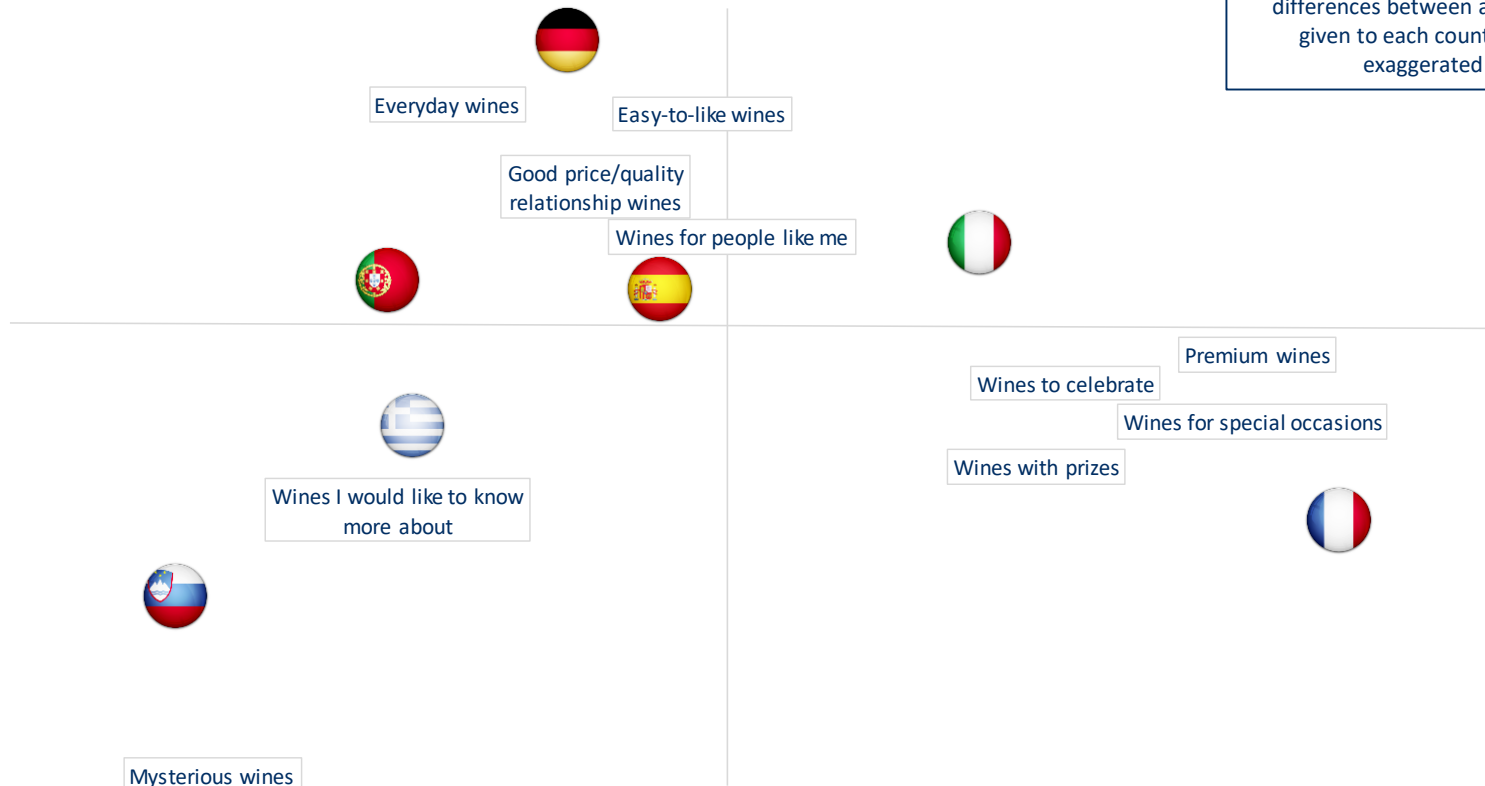 differences between a
given to each count
exaggerated
Everyday wines
Easy-to-like wines
Good price/quality
relationship wines
Wines for people like me
Premium wines
Wines to celebrate
Wines for special occasions
Wines with prizes
Wines I would like to know
more about
Mysterious wines